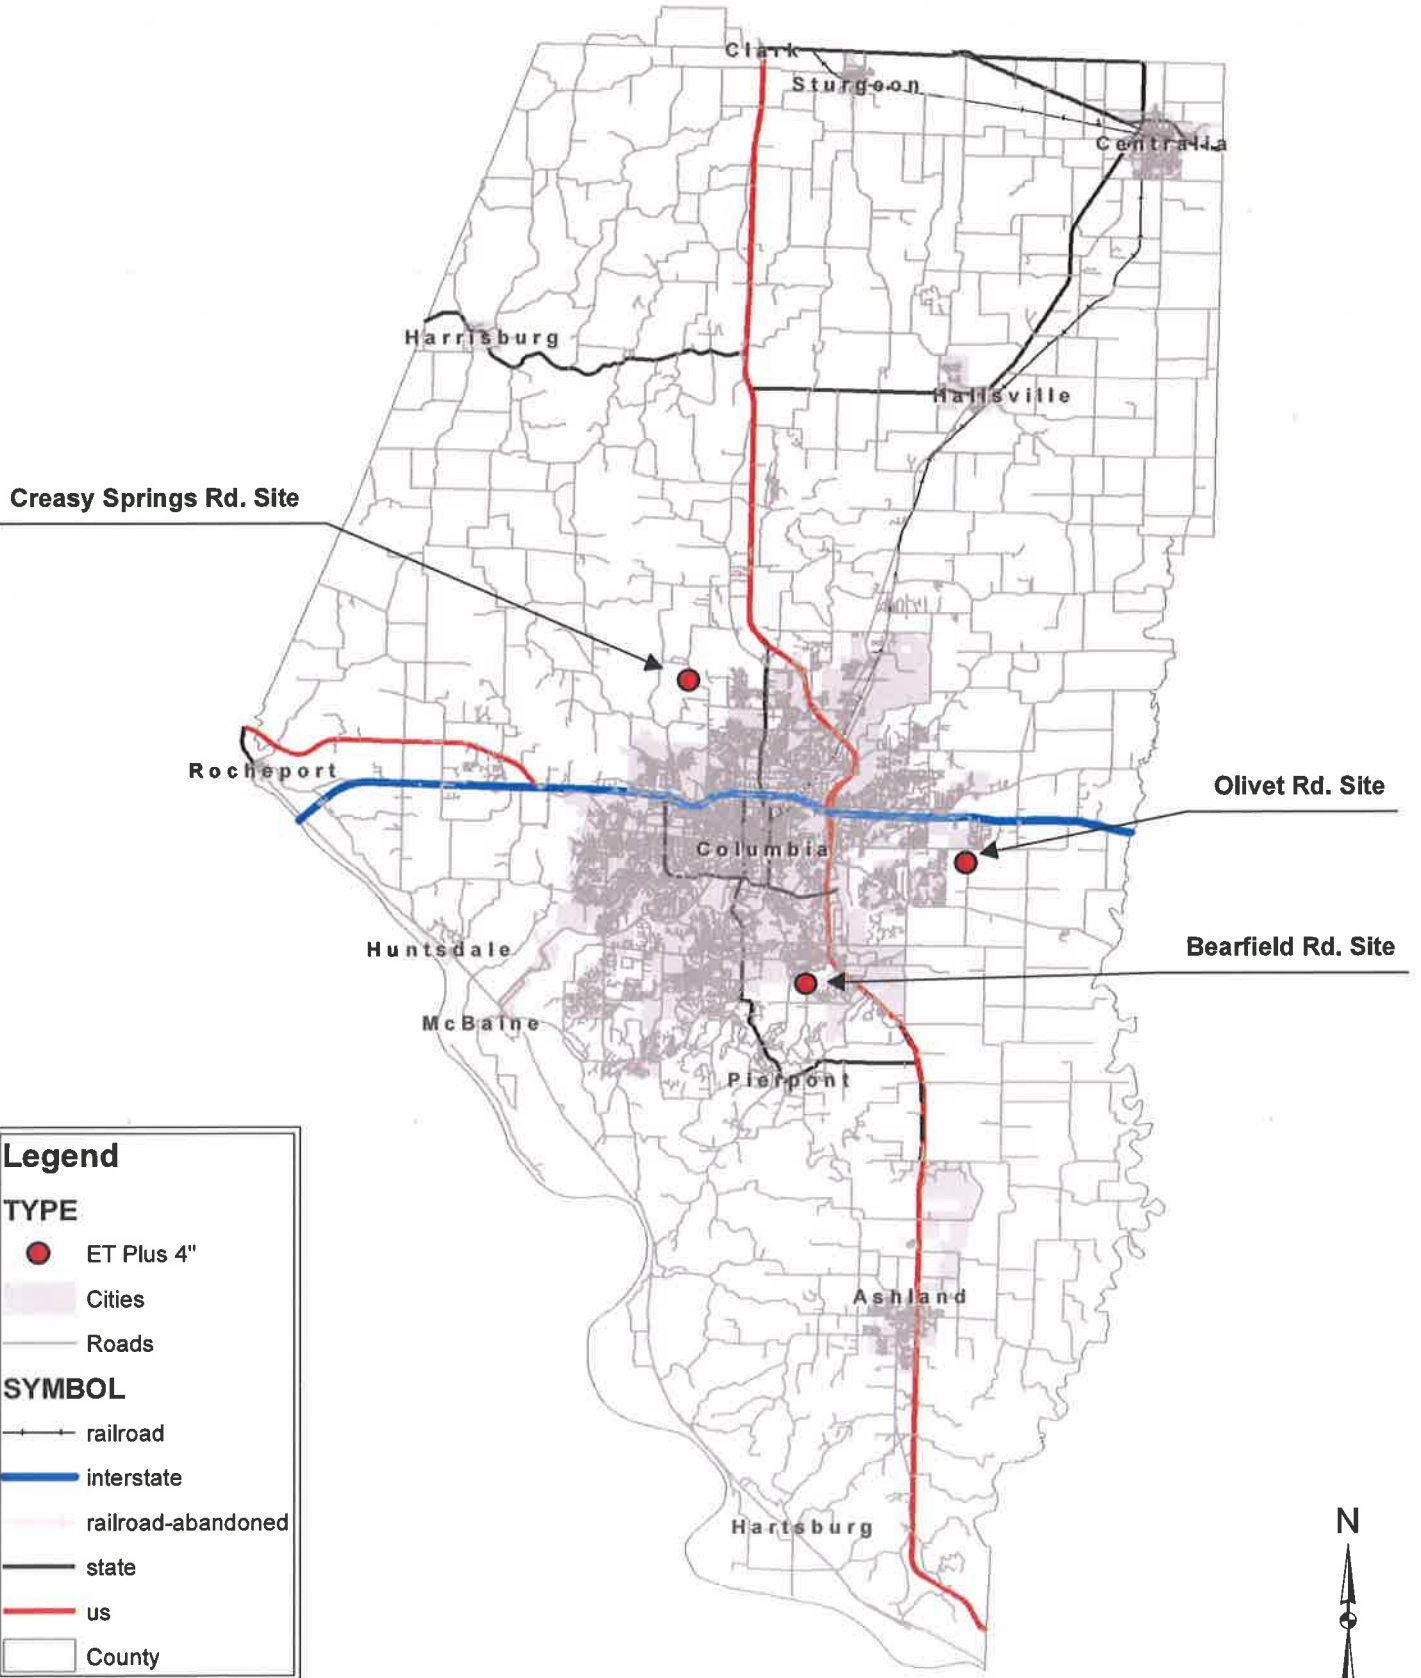 Clark
Sturgeon
Centralia
Harrisburg
Hallsville
Creasy Springs Rd. Site
Rocheport
Olivet Rd. Site
Columbia
Bearfield Rd. Site
Huntsdale
McBaine
Pierpont
Legend
TYPE
ET Plus 4"
Cities
Roads
SYMBOL
railroad
interstate
railroad-abandoned
state
us
County
Ashland
Hartsburg
N